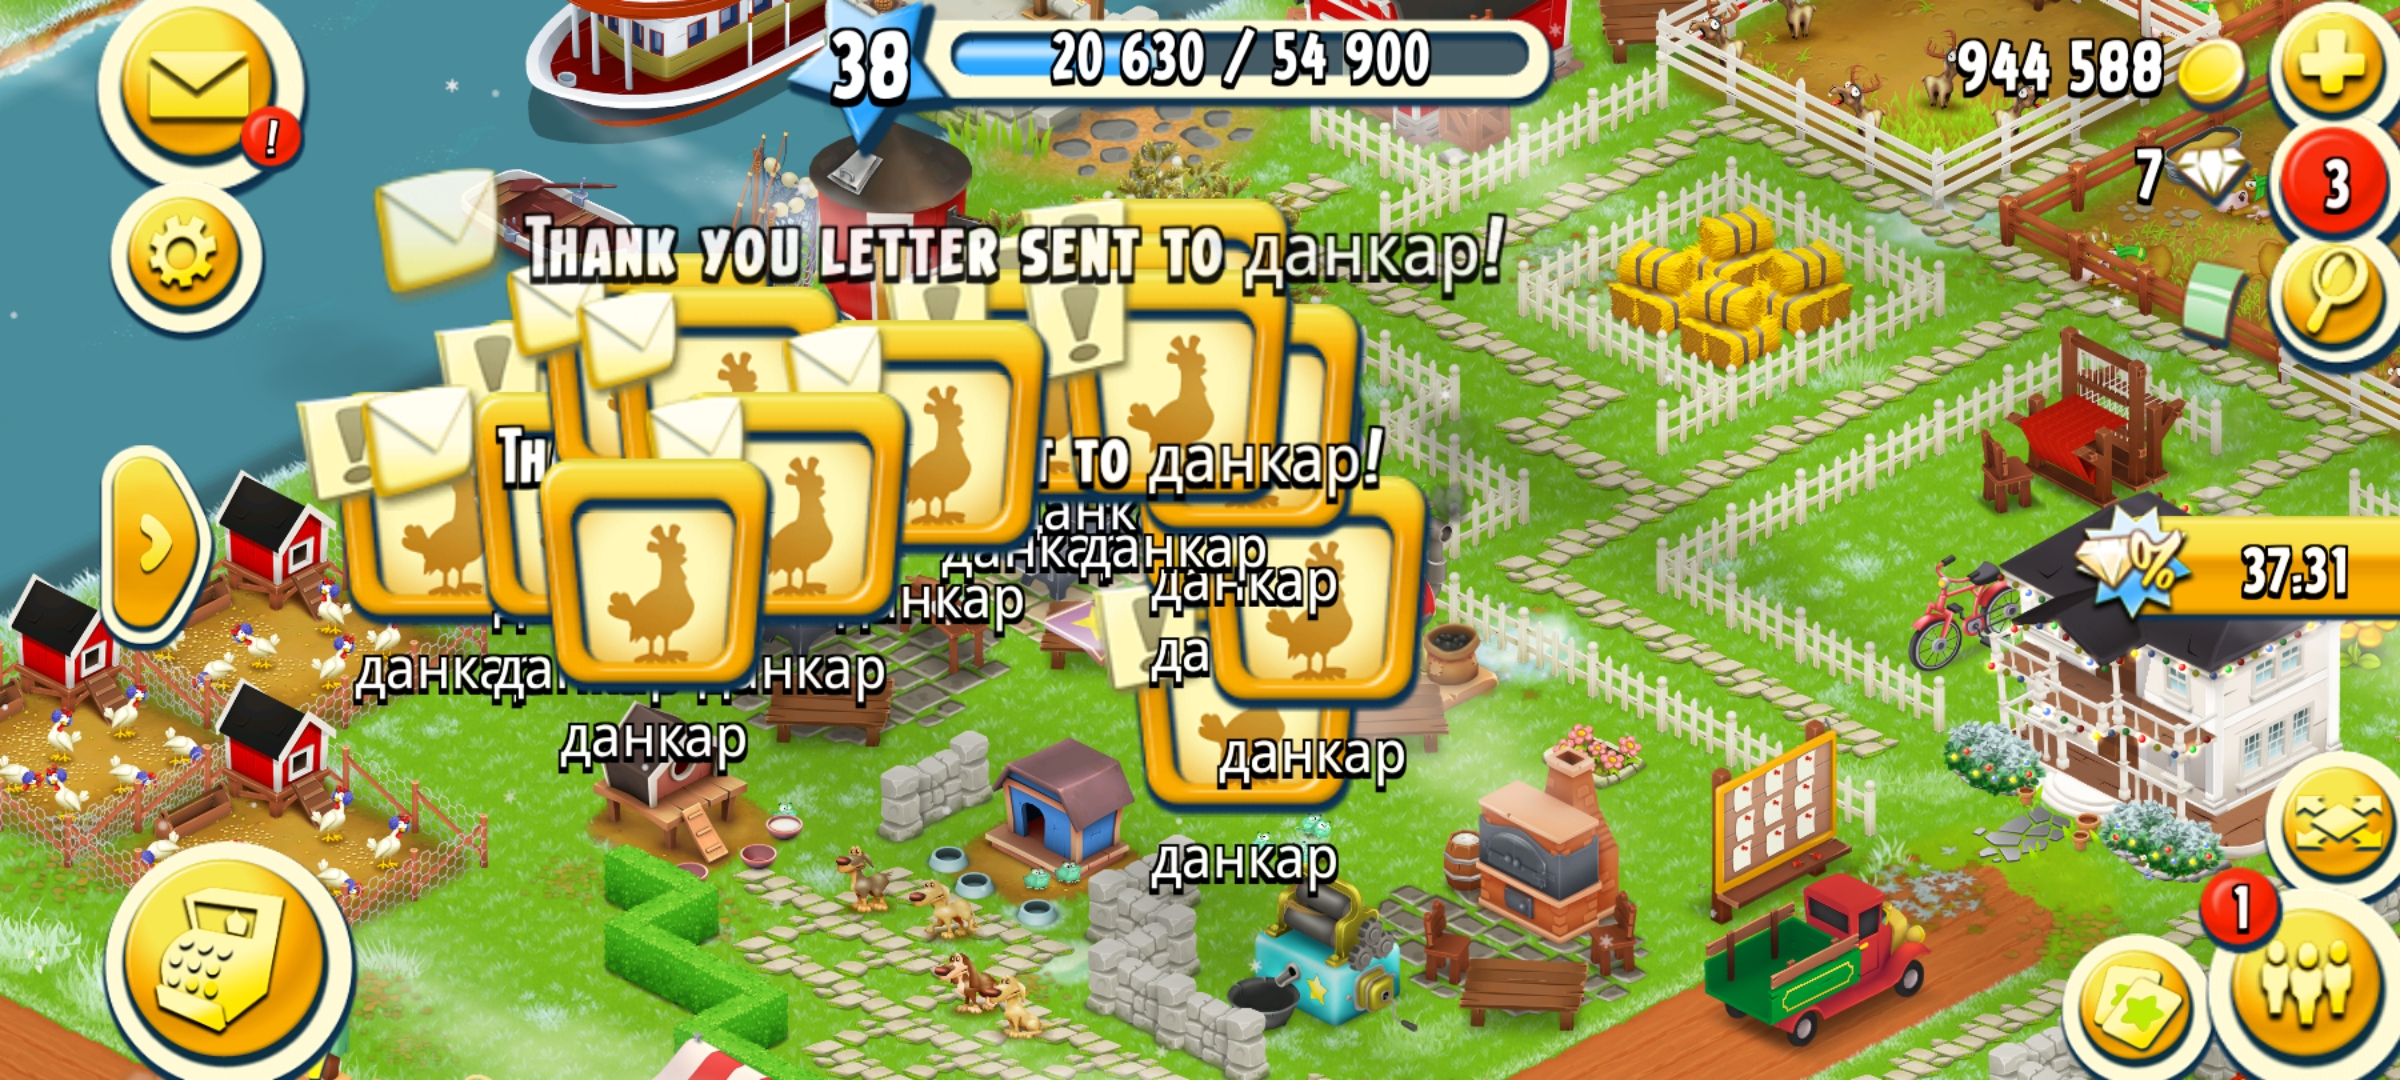 38
20 630 / 54 900
944 588
7
3
THANK YOU LETTER SENT TO данкар!
TO данкар!
данкар
данкар
данкар
данкар
данкар
данкар
37:31
1